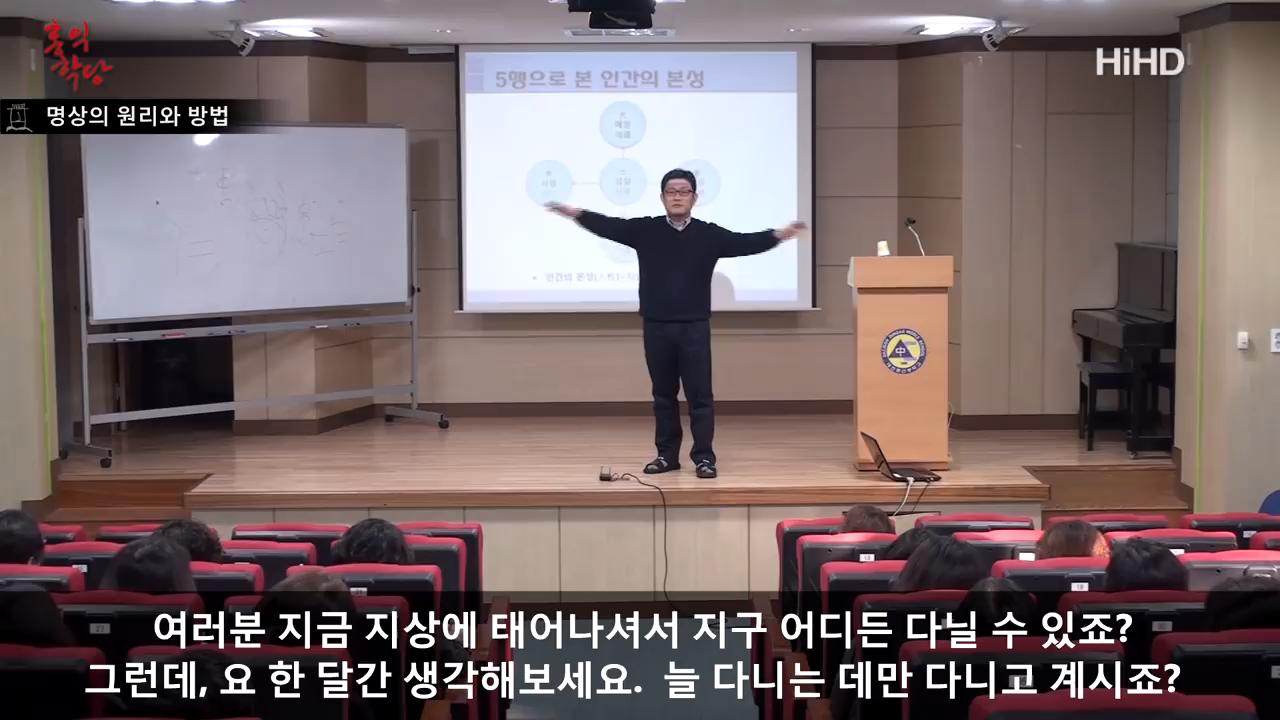 홍익
학당
HiHD
명상의 원리와 방법
5행으로 본 인간의 본성
中
여러분 지금 지상에 태어나셔서 지구 어디든 다닐 수 있죠?
그런데, 요 한 달간 생각해보세요. 늘 다니는 데만 다니고 계시죠?